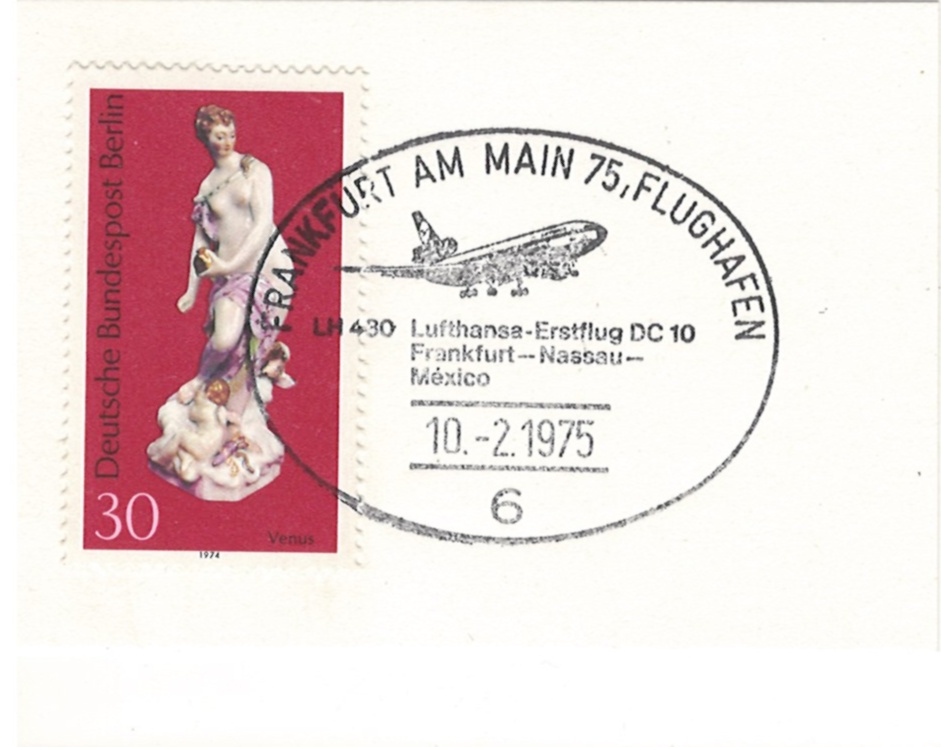 Deutsche Bundespost Berlin
30
Venus
1974
FRANKFURT AM MAIN 75, FLUGHAFEN
LH 430 Lufthansa-Erstflug DC 10
Frankfurt–Nassau–
México
10.-2.1975
6